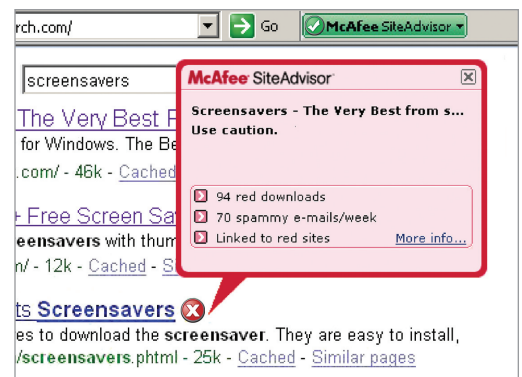 rch.com/ Go McAfee SiteAdvisor
screensavers
McAfee SiteAdvisor
Screensavers - The Very Best from s...
Use caution.
94 red downloads
70 spammy e-mails/week
Linked to red sites More info...
The Very Best F
for Windows. The Be
.com/ - 46k - Cached
Free Screen Sa
eensavers with thum
n/ - 12k - Cached - S
ts Screensavers
es to download the screensaver. They are easy to install,
/screensavers.phtml - 25k - Cached - Similar pages